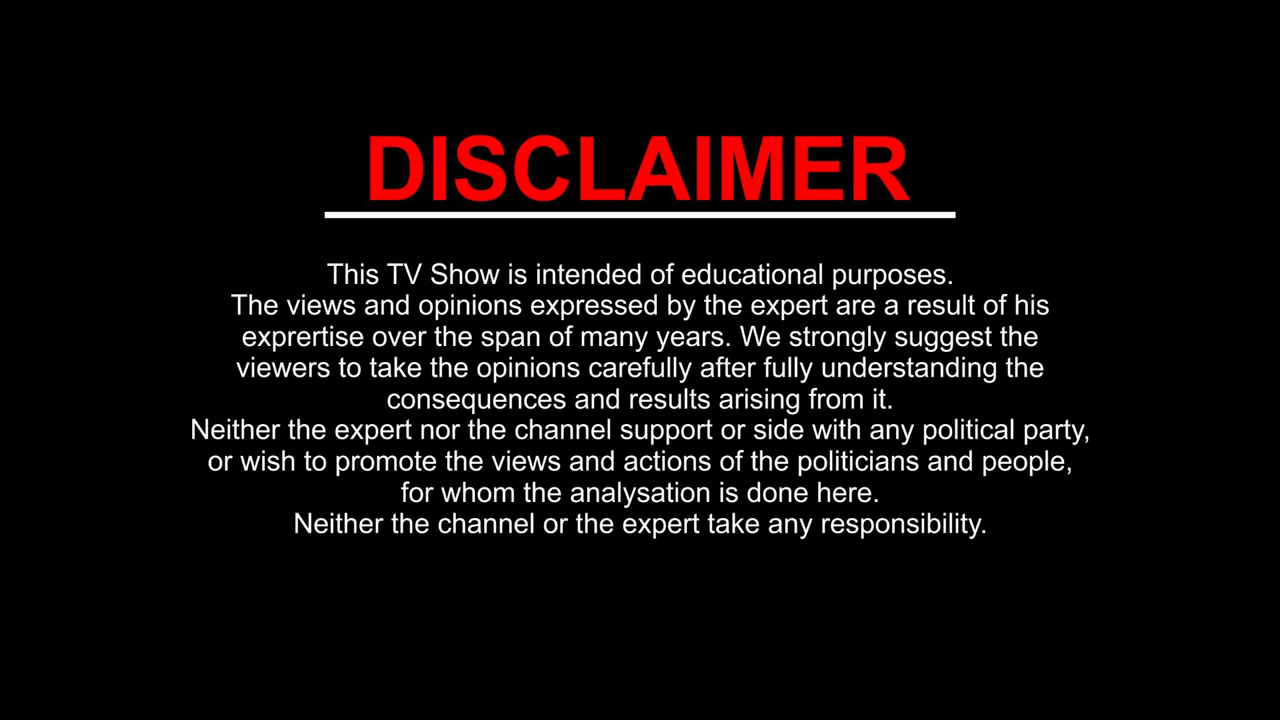 DISCLAIMER
This TV Show is intended of educational purposes.
The views and opinions expressed by the expert are a result of his
exprertise over the span of many years. We strongly suggest the
viewers to take the opinions carefully after fully understanding the
consequences and results arising from it.
Neither the expert nor the channel support or side with any political party,
or wish to promote the views and actions of the politicians and people,
for whom the analysation is done here.
Neither the channel or the expert take any responsibility.